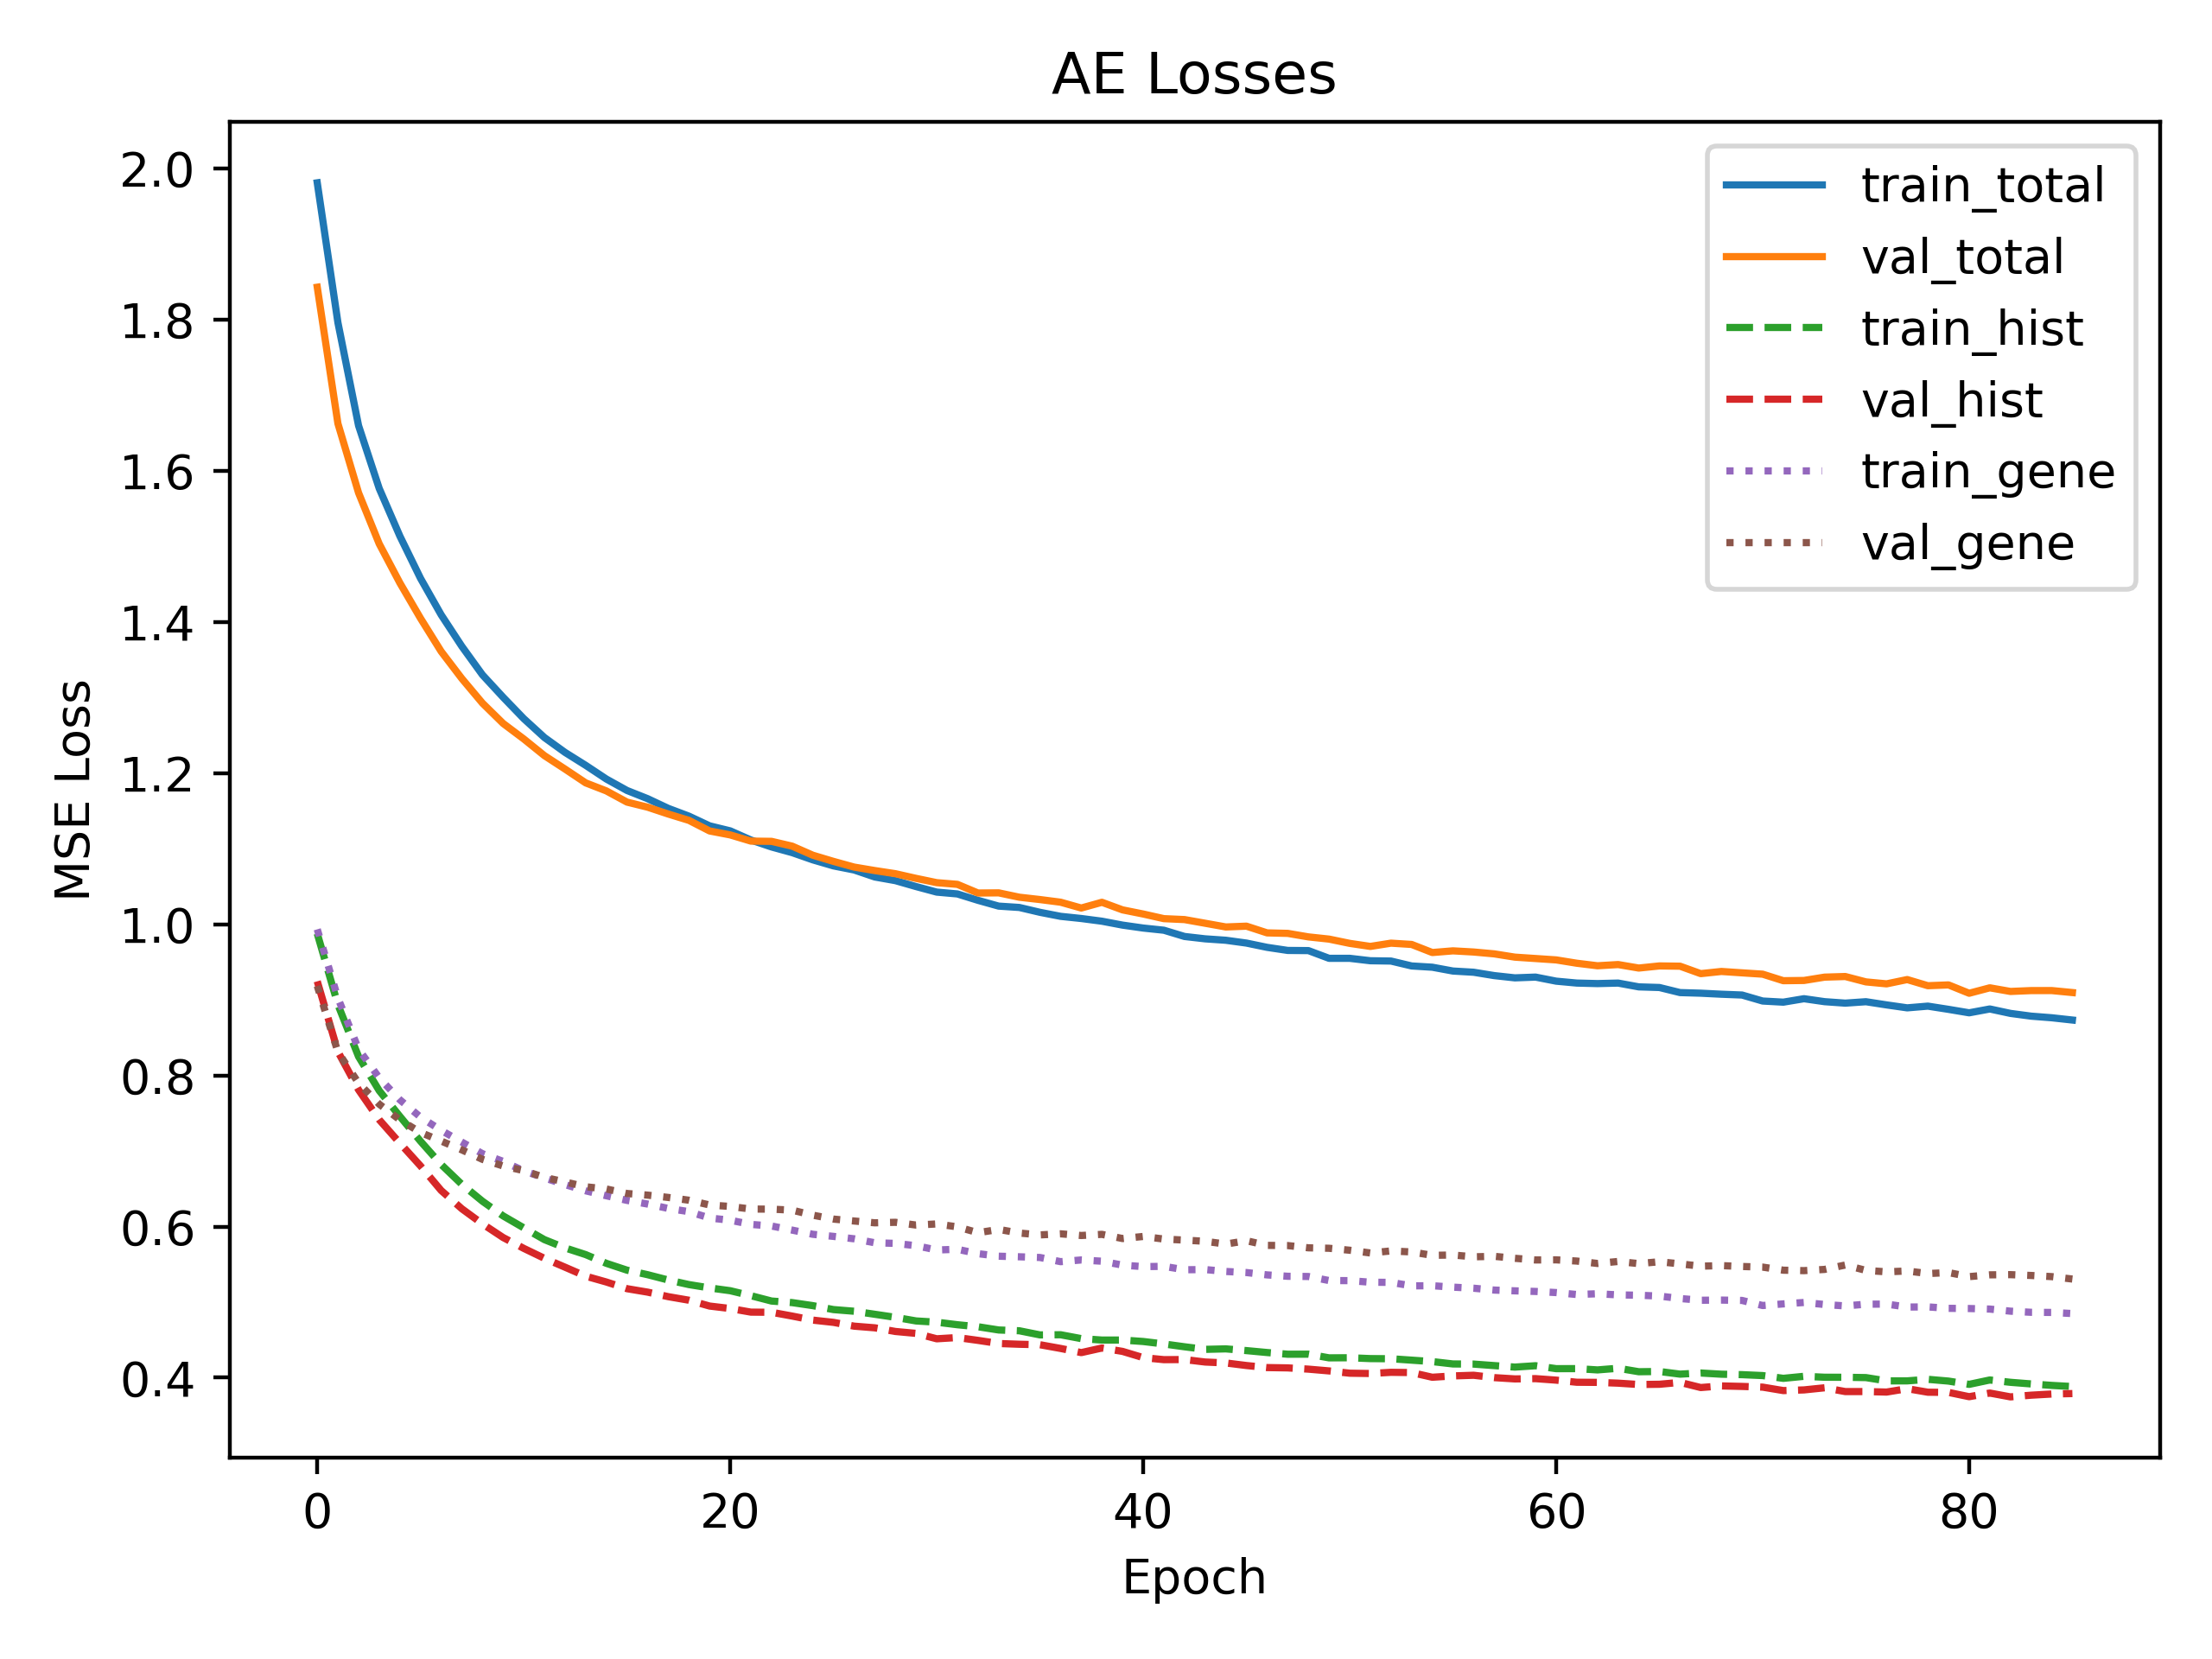 AE Losses
2.0
1.8
1.6
1.4
1.2
1.0
0.8
0.6
0.4
MSE Loss
train_total
val_total
train_hist
val_hist
train_gene
val_gene
0 20 40 60 80
Epoch